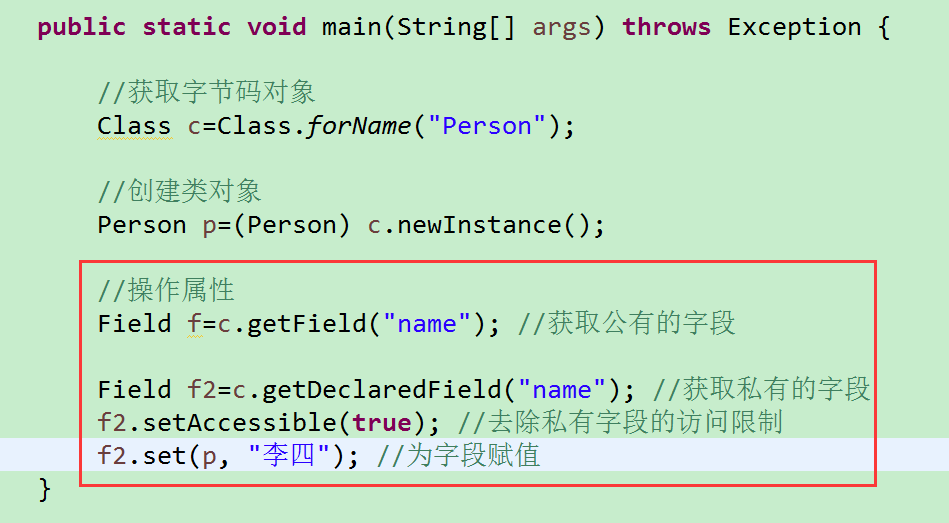 public static void main(String[] args) throws Exception {
//获取字节码对象
Class c=Class.forName("Person");
//创建类对象
Person p=(Person) c.newInstance();
//操作属性
Field f=c.getField("name"); //获取公有的字段
Field f2=c.getDeclaredField("name"); //获取私有的字段
f2.setAccessible(true); //去除私有字段的访问限制
f2.set(p, "李四"); //为字段赋值
}